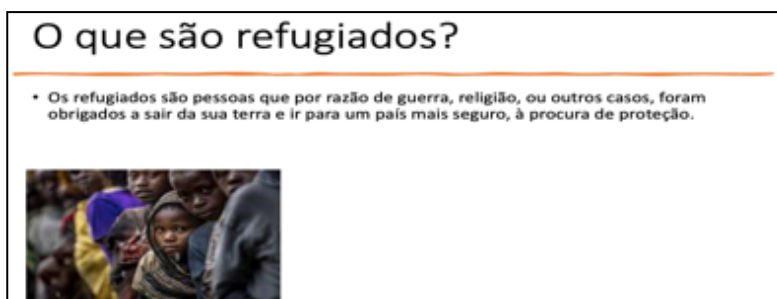 O que são refugiados?
• Os refugiados são pessoas que por razão de guerra, religião, ou outros casos, foram
obrigados a sair da sua terra e ir para um país mais seguro, à procura de proteção.